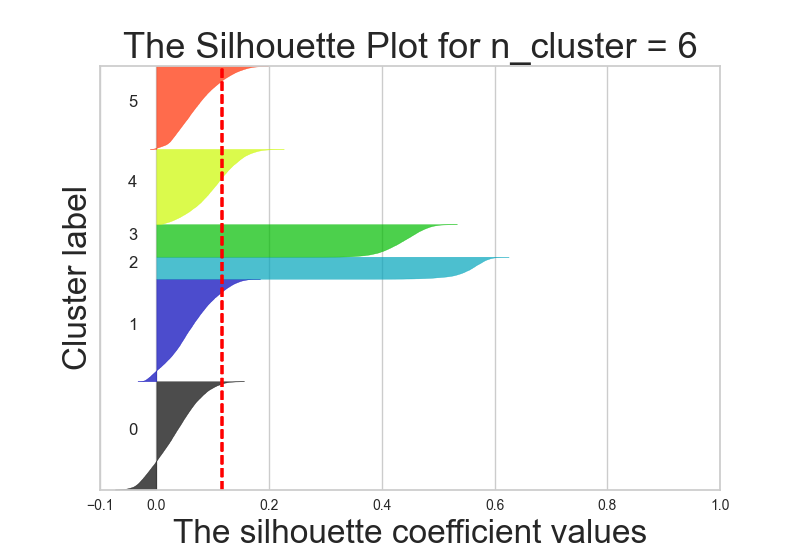 The Silhouette Plot for n_cluster = 6
Cluster label
5
4
3
2
1
0
−0.1 0.0 0.2 0.4 0.6 0.8 1.0
The silhouette coefficient values